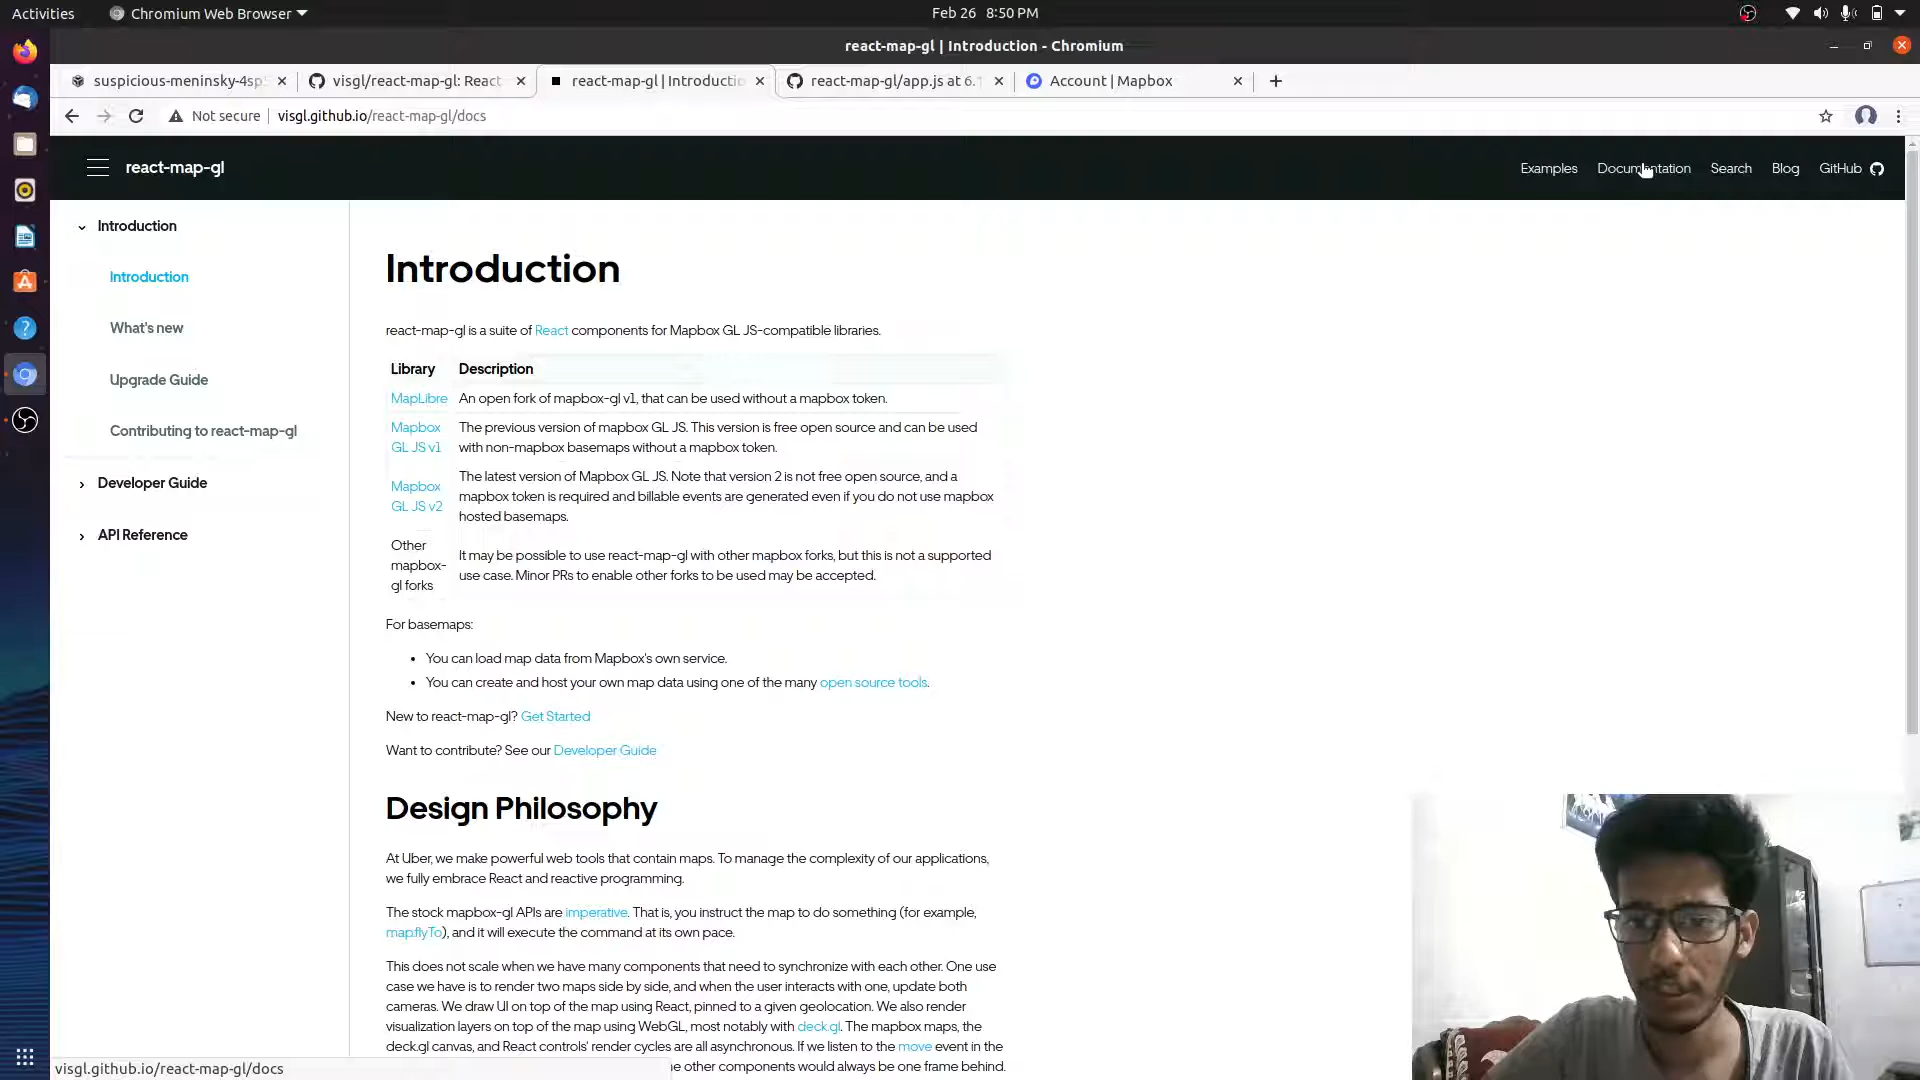 Activities
Chromium Web Browser
Feb 26 8:50 PM
react-map-gl | Introduction - Chromium
suspicious-meninsky-4sp
visgl/react-map-gl: React
react-map-gl | Introductio
react-map-gl/app.js at 6.1
Account | Mapbox
Not secure
visgl.github.io/react-map-gl/docs
react-map-gl
Examples
Documentation
Search
Blog
GitHub
Introduction
Introduction
What's new
Upgrade Guide
Contributing to react-map-gl
Developer Guide
API Reference
Introduction
react-map-gl is a suite of React components for Mapbox GL JS-compatible libraries.
Library Description
MapLibre An open fork of mapbox-gl v1, that can be used without a mapbox token.
Mapbox GL JS v1 The previous version of mapbox GL JS. This version is free open source and can be used
with non-mapbox basemaps without a mapbox token.
Mapbox GL JS v2 The latest version of Mapbox GL JS. Note that version 2 is not free open source, and a
mapbox token is required and billable events are generated even if you do not use mapbox
hosted basemaps.
Other mapbox-gl forks It may be possible to use react-map-gl with other mapbox forks, but this is not a supported
use case. Minor PRs to enable other forks to be used may be accepted.
For basemaps:
• You can load map data from Mapbox's own service.
• You can create and host your own map data using one of the many open source tools.
New to react-map-gl? Get Started
Want to contribute? See our Developer Guide
Design Philosophy
At Uber, we make powerful web tools that contain maps. To manage the complexity of our applications,
we fully embrace React and reactive programming.
The stock mapbox-gl APIs are imperative. That is, you instruct the map to do something (for example,
map.flyTo), and it will execute the command at its own pace.
This does not scale when we have many components that need to synchronize with each other. One use
case we have is to render two maps side by side, and when the user interacts with one, update both
cameras. We draw UI on top of the map using React, pinned to a given geolocation. We also render
visualization layers on top of the map using WebGL, most notably with deck.gl. The mapbox maps, the
deck.gl canvas, and React controls' render cycles are all asynchronous. If we listen to the move event in the
e other components would always be one frame behind.
visgl.github.io/react-map-gl/docs